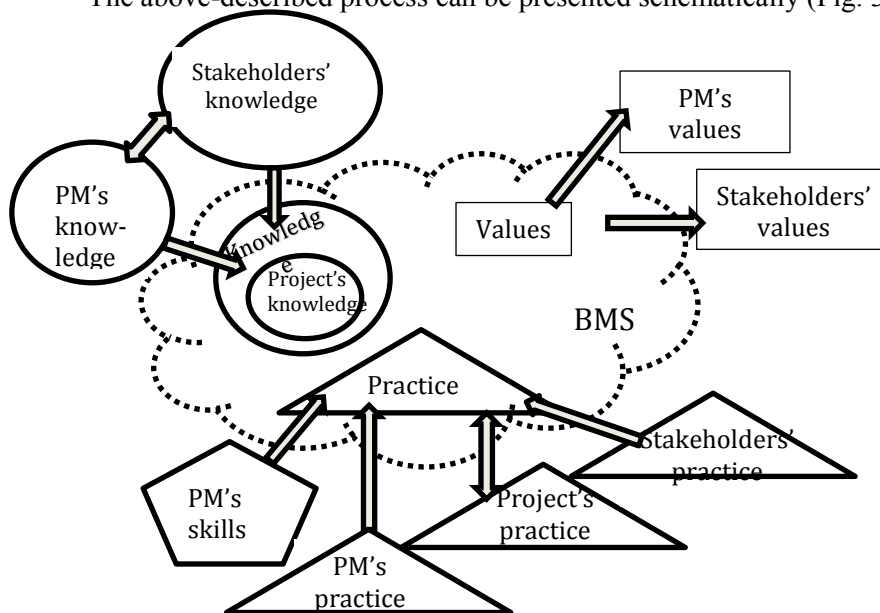 The above-described process can be presented schematically (Fig. 3
Stakeholders'
knowledge
PM's
values
PM's
know-
ledge
Stakeholders'
values
Values
Knowledg
e
Project's
knowledge
BMS
Practice
Stakeholders'
practice
PM's
skills
Project's
practice
PM's
practice